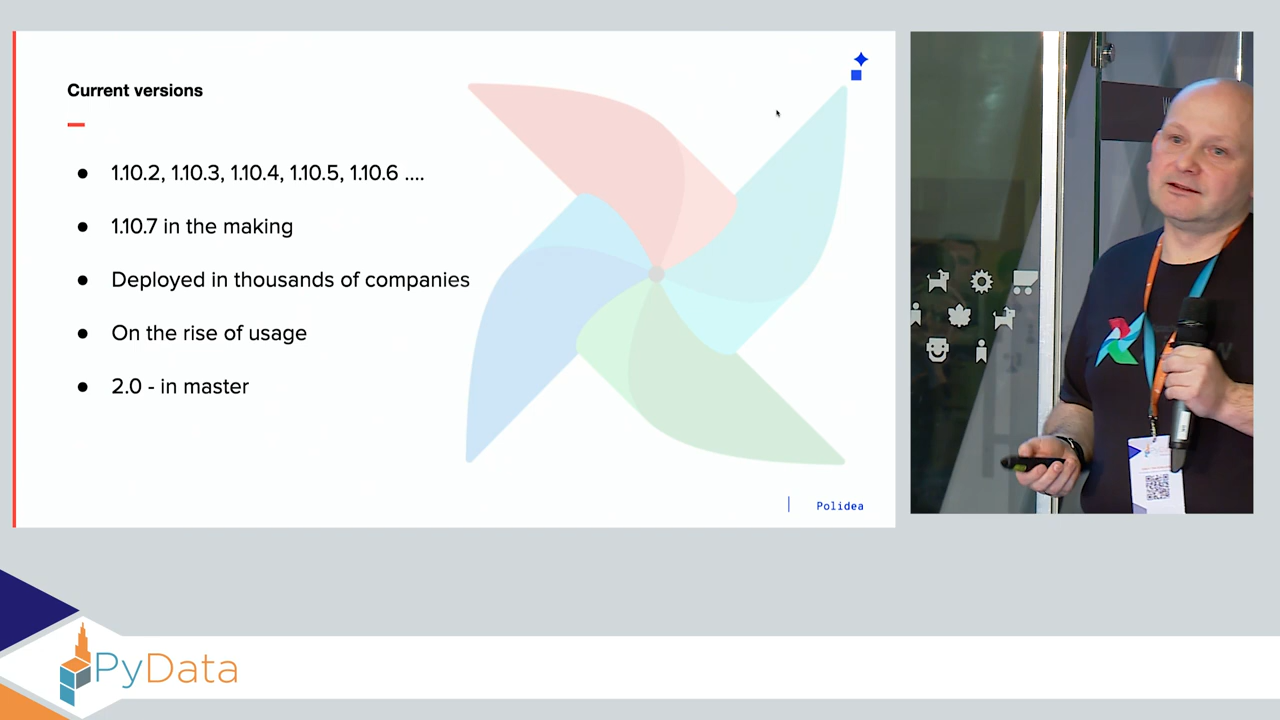 Current versions
● 1.10.2, 1.10.3, 1.10.4, 1.10.5, 1.10.6 ....
● 1.10.7 in the making
● Deployed in thousands of companies
● On the rise of usage
● 2.0 - in master
Polidea
PyData